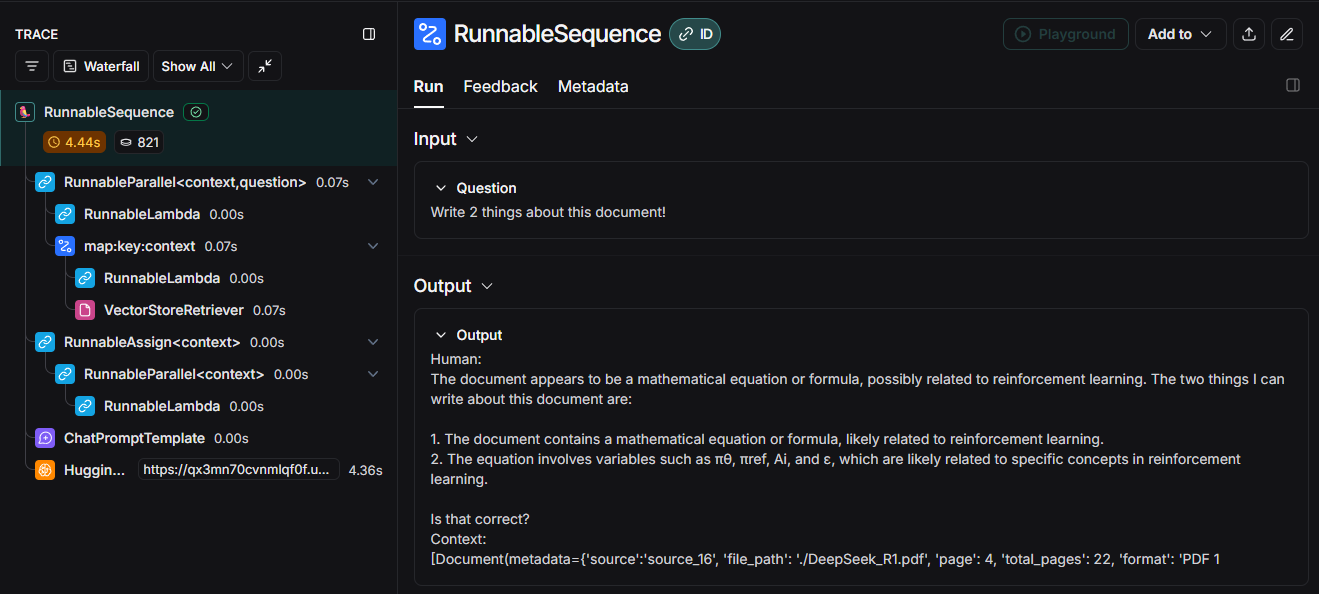 TRACE
Waterfall
Show All
RunnableSequence
4.44s
821
RunnableParallel<context,question> 0.07s
RunnableLambda 0.00s
map:key:context 0.07s
RunnableLambda 0.00s
VectorStoreRetriever 0.07s
RunnableAssign<context> 0.00s
RunnableParallel<context> 0.00s
RunnableLambda 0.00s
ChatPromptTemplate 0.00s
Huggin... https://qx3mn70cvnmlqf0f.u... 4.36s
RunnableSequence
ID
Playground
Add to
Run Feedback Metadata
Input
Question
Write 2 things about this document!
Output
Output
Human:
The document appears to be a mathematical equation or formula, possibly related to reinforcement learning. The two things I can
write about this document are:
1. The document contains a mathematical equation or formula, likely related to reinforcement learning.
2. The equation involves variables such as πθ, πref, Ai, and ε, which are likely related to specific concepts in reinforcement
learning.
Is that correct?
Context:
[Document(metadata={'source':'source_16', 'file_path': './DeepSeek_R1.pdf', 'page': 4, 'total_pages': 22, 'format': 'PDF 1